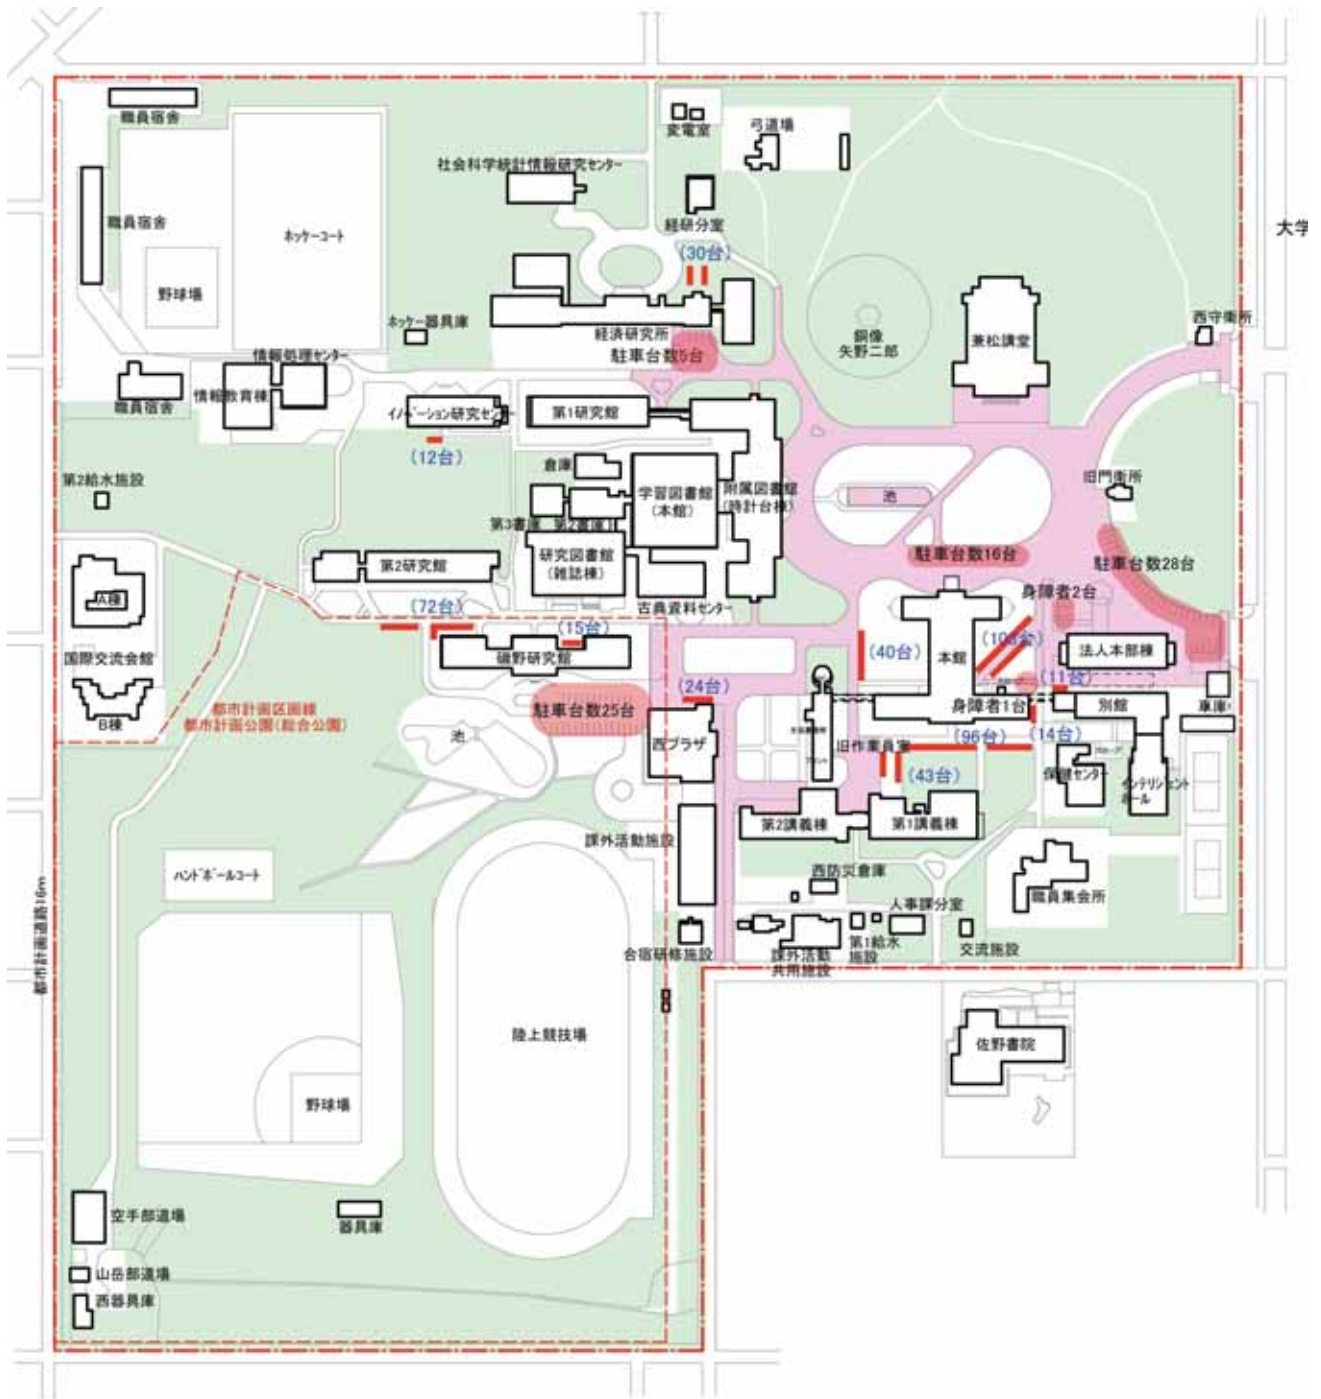 職員宿舎
変電室
弓道場
社会科学統計情報研究センター
職員宿舎
経研分室
大学
ホッケーコート
(30台)
野球場
西守衛所
ホッケー器具庫
経済研究所
銅像
矢野二郎
兼松講堂
駐車台数5台
情報処理センター
職員宿舎
情報教育棟
イノベーション研究センター
第1研究館
(12台)
倉庫
第2給水施設
学習図書館
(本館)
附属図書館
(時計台棟)
池
旧門衛所
第3書庫
第2書庫
研究図書館
(雑誌棟)
第2研究館
駐車台数16台
駐車台数28台
身障者2台
A棟
(72台)
古典資料センター
(15台)
国際交流会館
磯野研究館
(40台)
本館
法人本部棟
(24台)
(11台)
B棟
都市計画区画線
都市計画公園(総合公園)
駐車台数25台
身障者1台
別館
車庫
池
西プラザ
旧作業員室
(96台)
(14台)
(43台)
保健センター
インテリジェント
ホール
第2講義棟
第1講義棟
課外活動施設
ハンドボールコート
西防災倉庫
職員集会所
人事課分室
都市計画道路16m
合宿研修施設
課外活動
共用施設
第1給水
施設
交流施設
陸上競技場
佐野書院
野球場
空手部道場
器具庫
山岳部道場
西器具庫